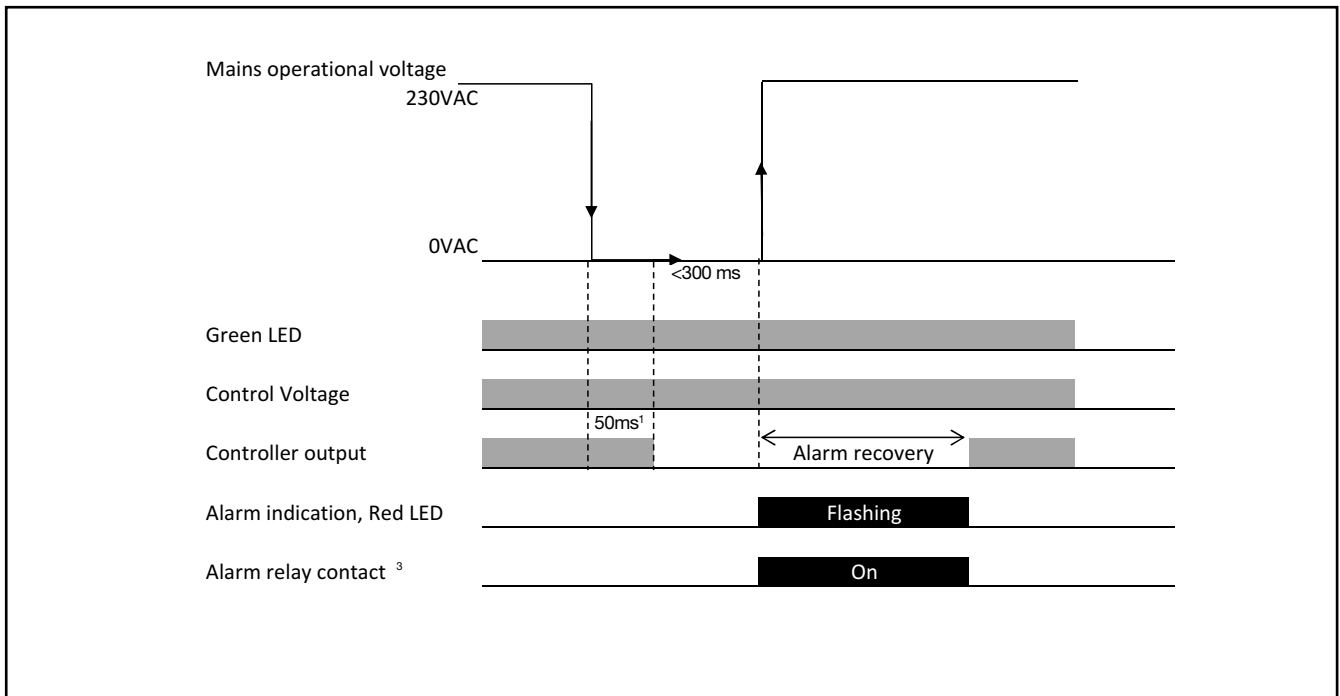 Mains operational voltage
230VAC
0VAC
<300 ms
Green LED
Control Voltage
50ms¹
Controller output
Alarm recovery
Alarm indication, Red LED
Flashing
Alarm relay contact ³
On